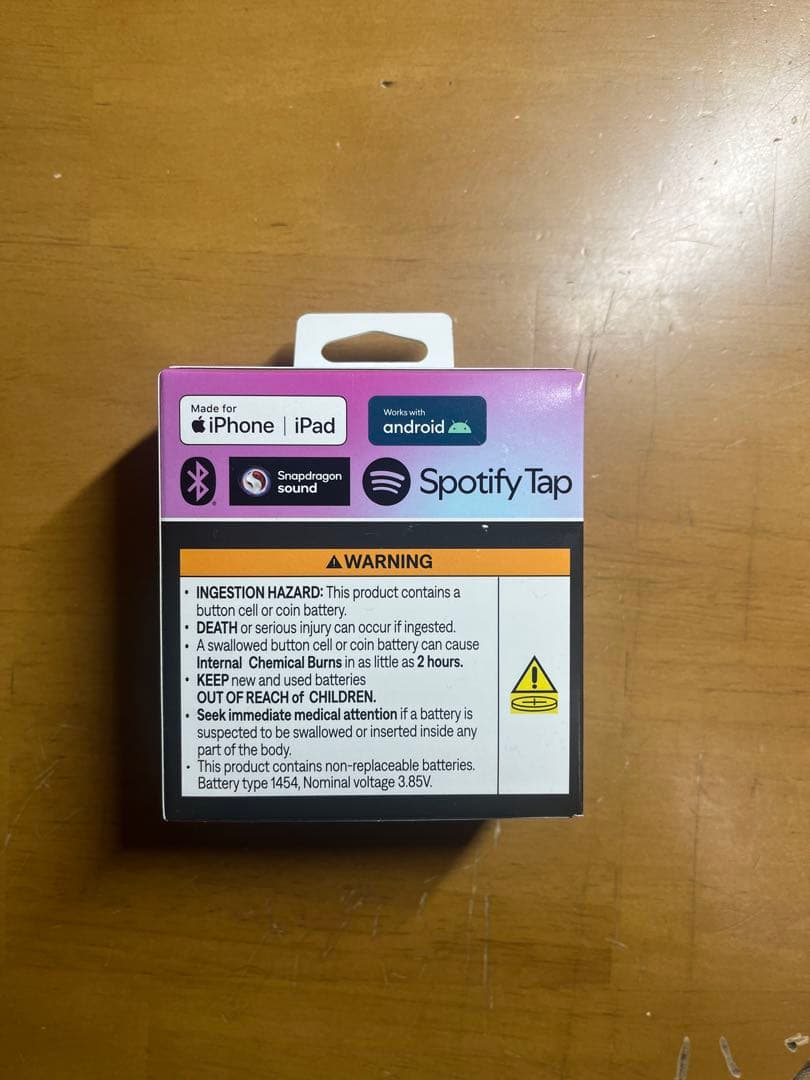 Made for
iPhone | iPad
Works with
android
Snapdragon
sound
Spotify Tap
WARNING
• INGESTION HAZARD: This product contains a
button cell or coin battery.
• DEATH or serious injury can occur if ingested.
• A swallowed button cell or coin battery can cause
Internal Chemical Burns in as little as 2 hours.
• KEEP new and used batteries
OUT OF REACH of CHILDREN.
• Seek immediate medical attention if a battery is
suspected to be swallowed or inserted inside any
part of the body.
• This product contains non-replaceable batteries.
Battery type 1454, Nominal voltage 3.85V.